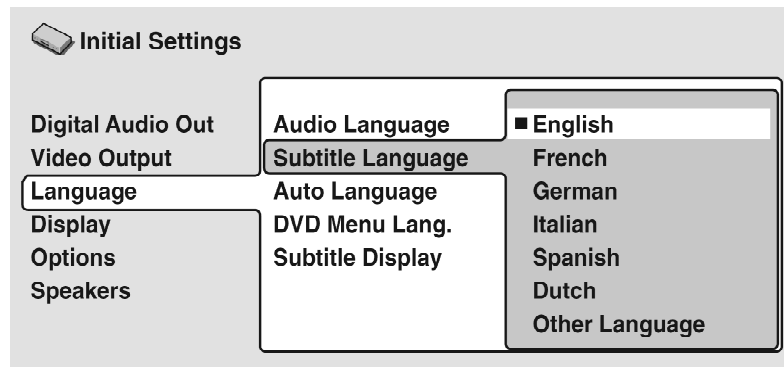 Initial Settings
Digital Audio Out
Video Output
Language
Display
Options
Speakers
Audio Language
Subtitle Language
Auto Language
DVD Menu Lang.
Subtitle Display
English
French
German
Italian
Spanish
Dutch
Other Language